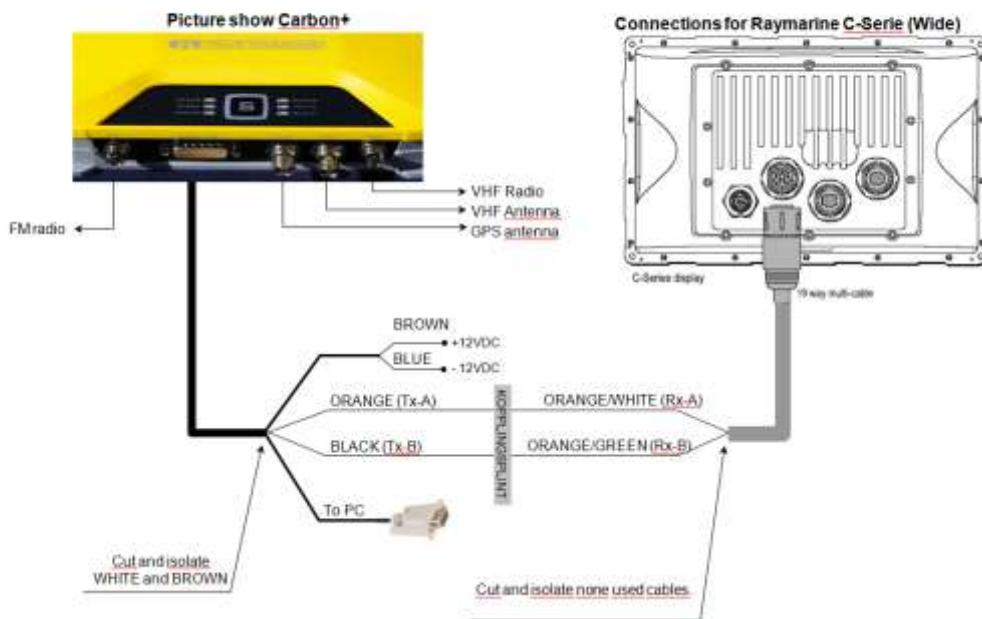 Picture show Carbon+
Connections for Raymarine C-Serie (Wide)
S
VHF Radio
VHF Antenna
GPS antenna
FM radio
C-Series display
19 way multi-cable
BROWN
+12VDC
BLUE
- 12VDC
ORANGE (Tx-A)
ORANGE/WHITE (Rx-A)
BLACK (Tx-B)
ORANGE/GREEN (Rx-B)
KOPPLINGSPLINT
To PC
Cut and isolate
WHITE and BROWN
Cut and isolate none used cables